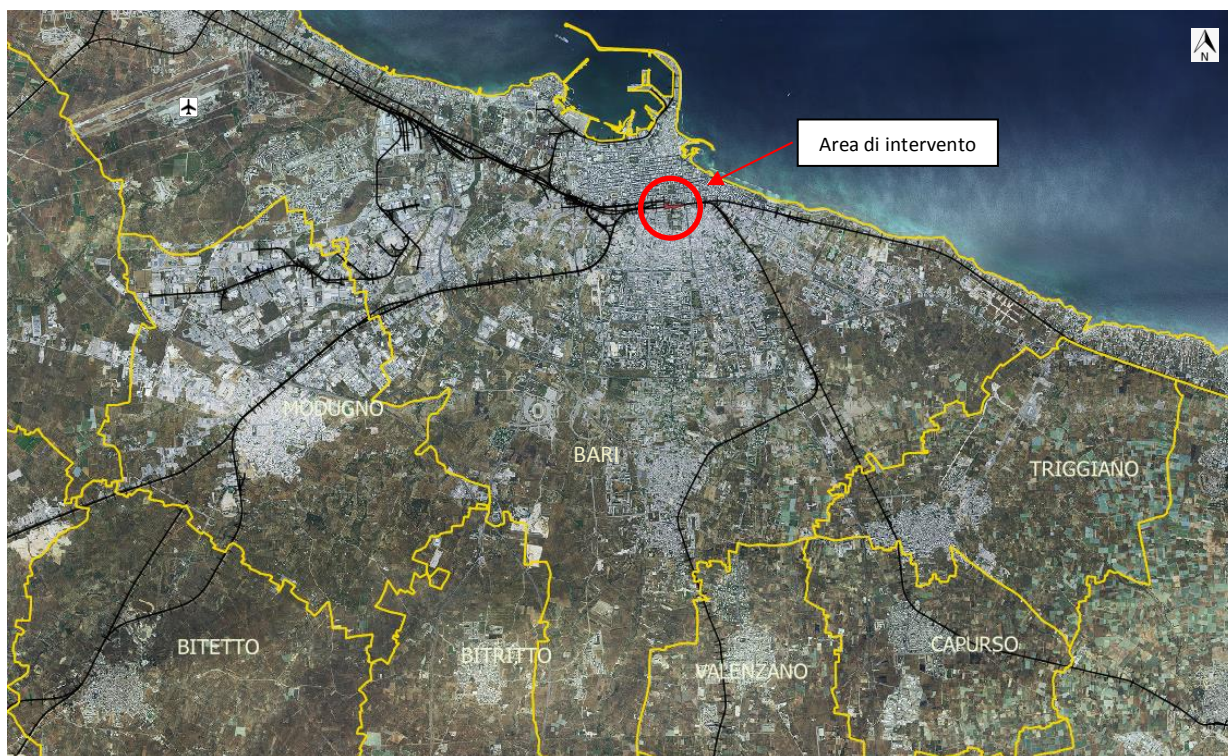 N
Area di intervento
MODUGNO
BARI
TRIGGIANO
BITETTO
BITRITTO
VALENZANO
CAPURSO